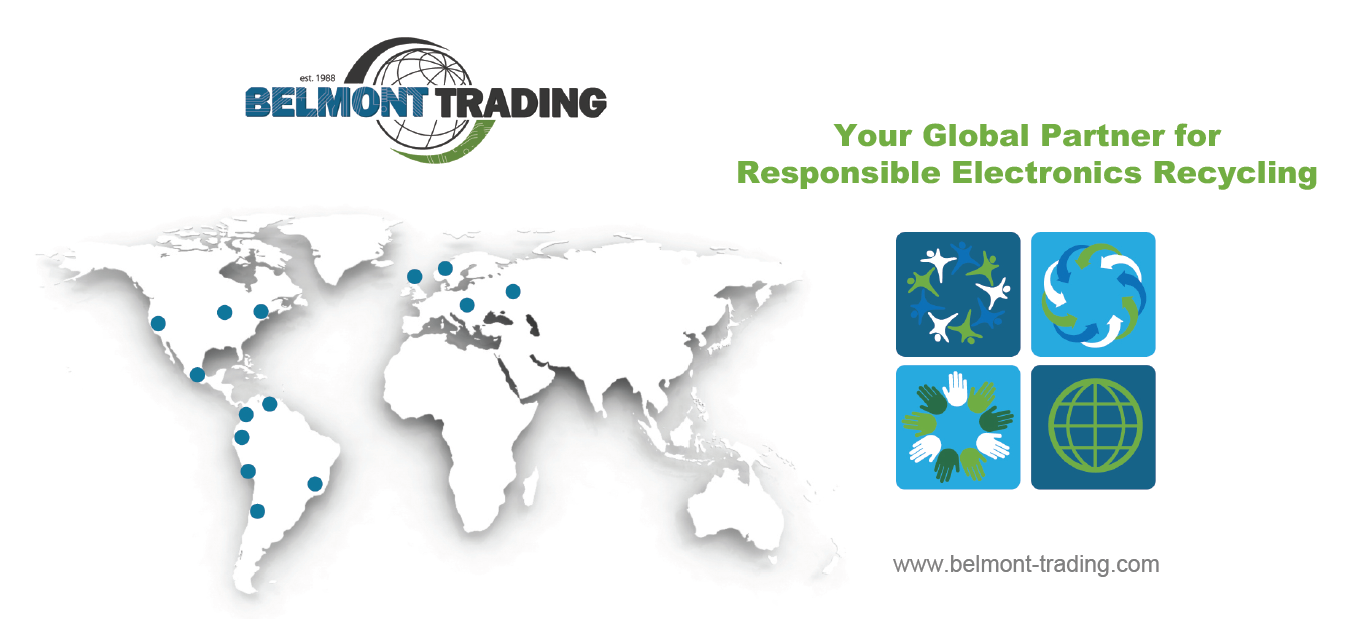 est. 1988
BELMONT TRADING
Your Global Partner for
Responsible Electronics Recycling
www.belmont-trading.com